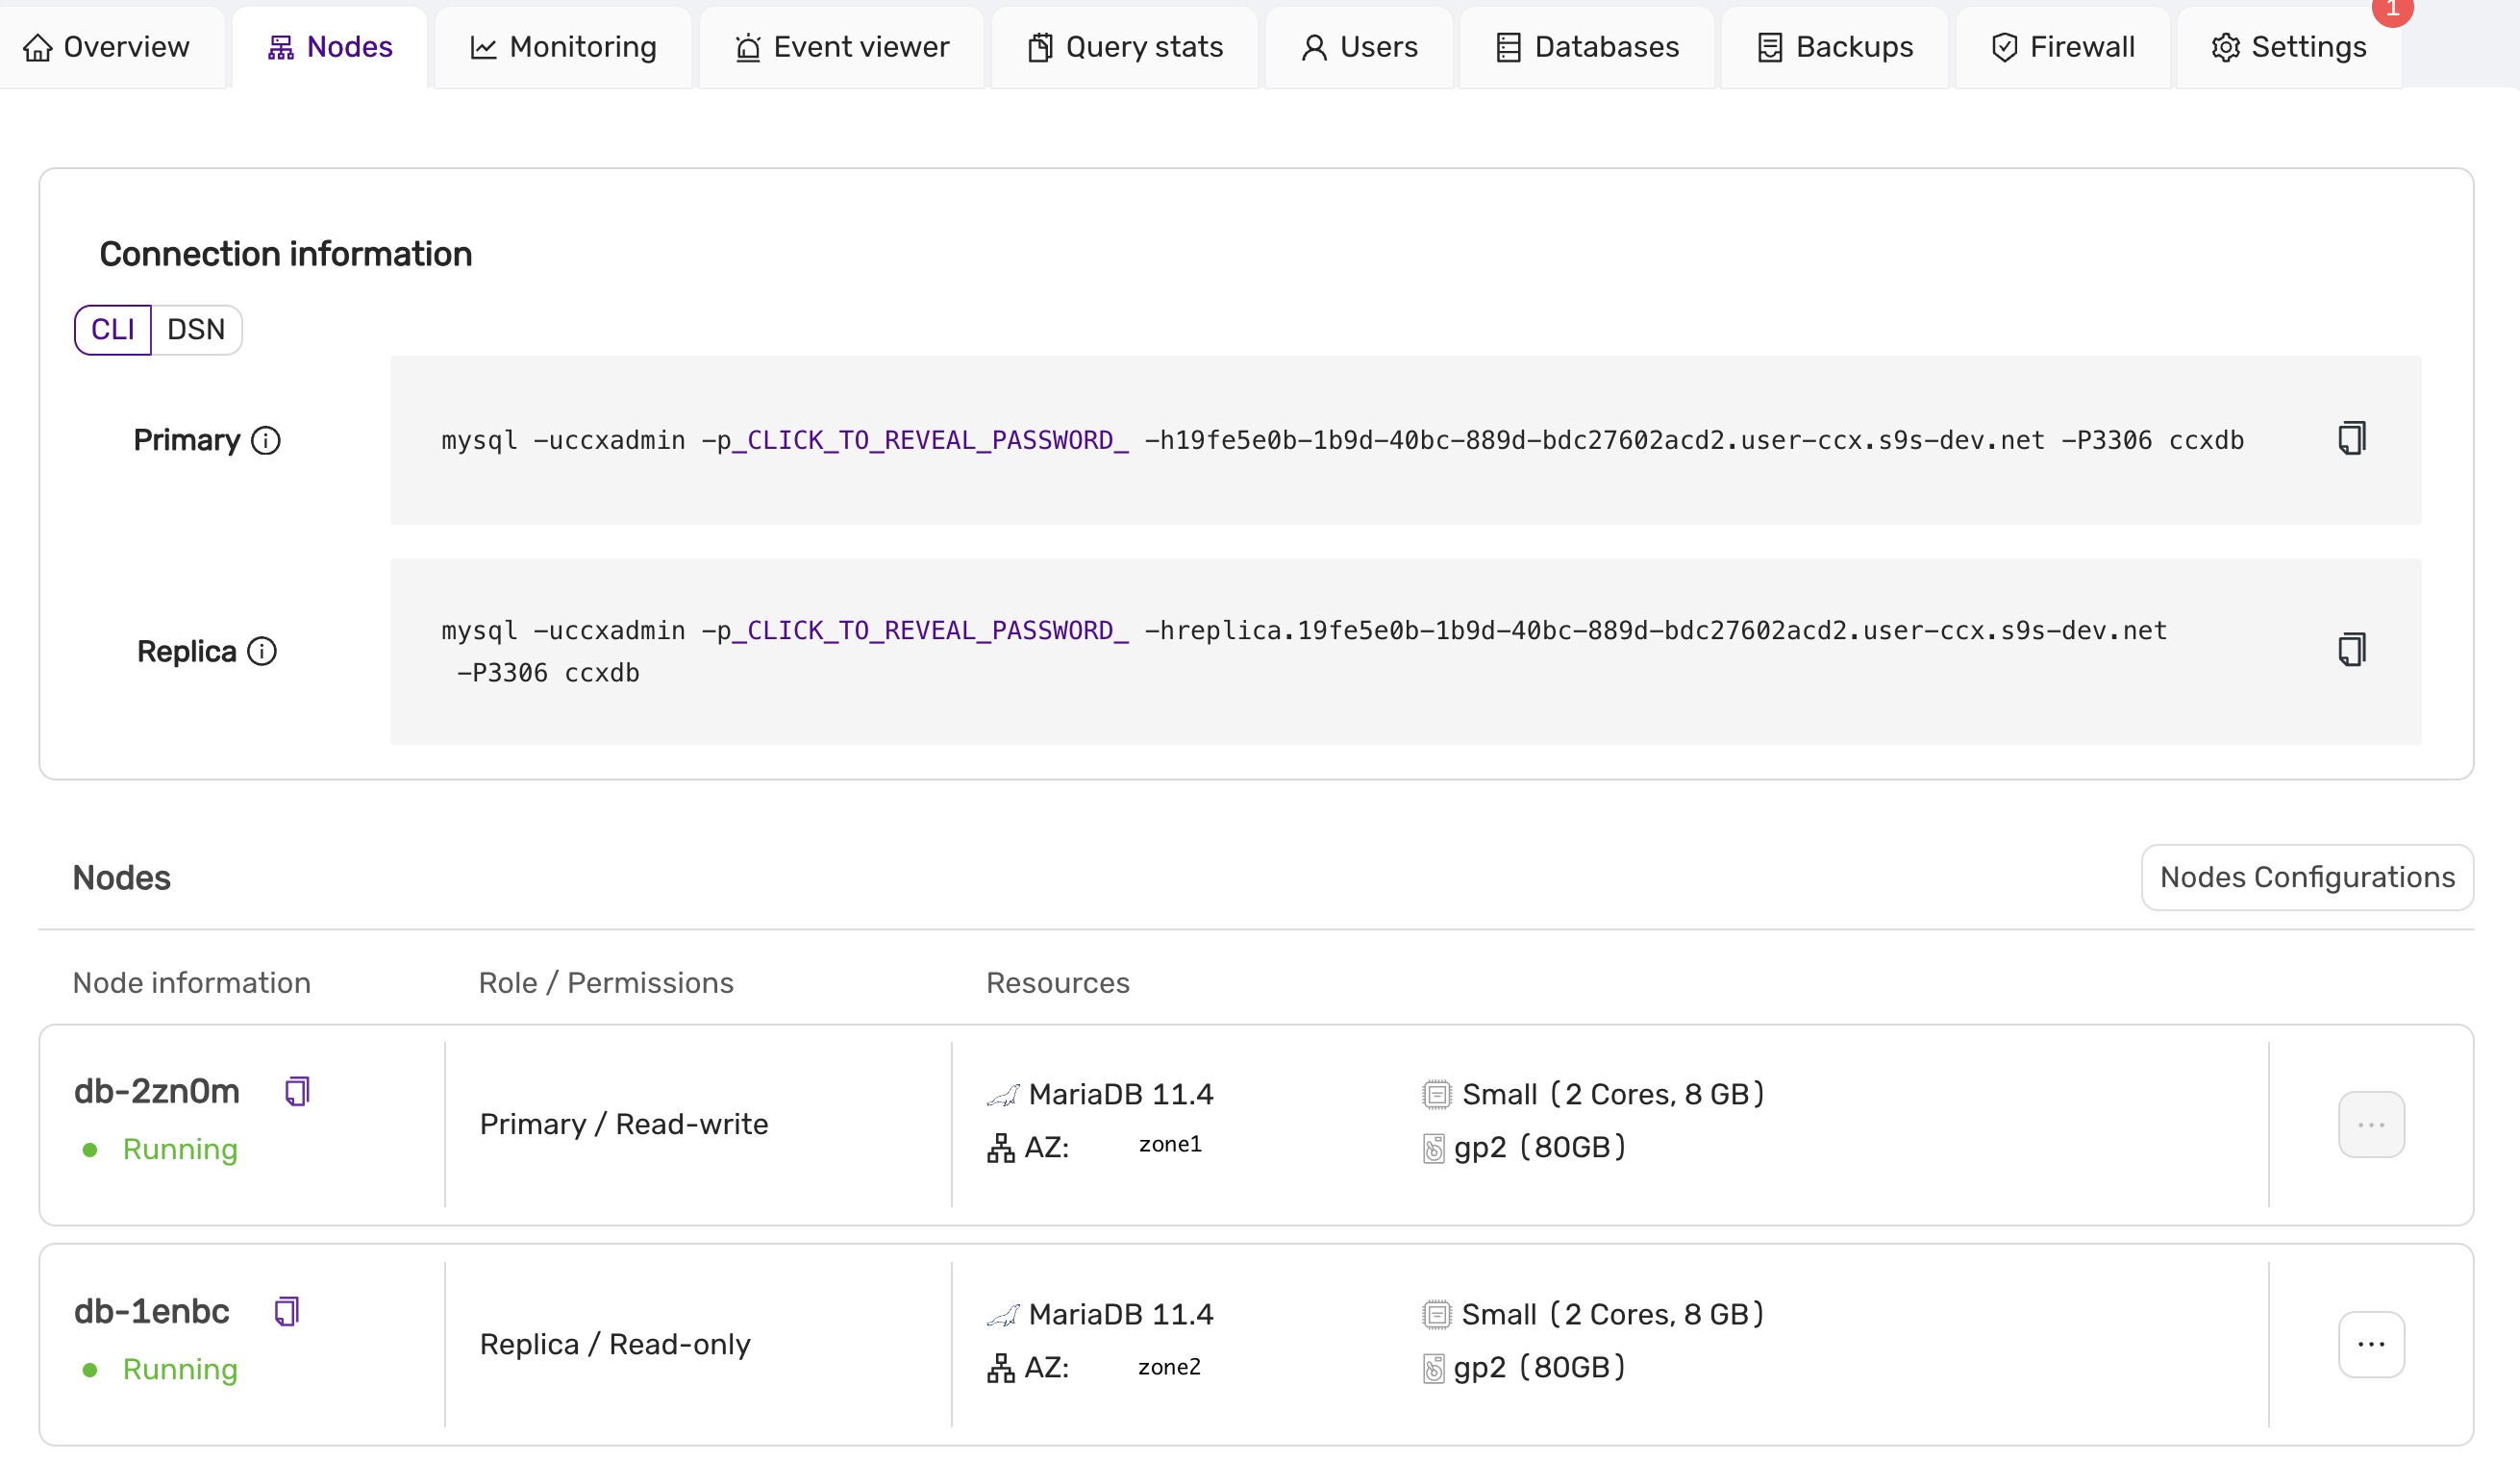 Overview Nodes Monitoring Event viewer Query stats Users Databases Backups Firewall Settings 1
Connection information
CLI DSN
Primary
mysql -uccxadmin -p_CLICK_TO_REVEAL_PASSWORD_ -h19fe5e0b-1b9d-40bc-889d-bdc27602acd2.user-ccx.s9s-dev.net -P3306 ccxdb
Replica
mysql -uccxadmin -p_CLICK_TO_REVEAL_PASSWORD_ -hreplica.19fe5e0b-1b9d-40bc-889d-bdc27602acd2.user-ccx.s9s-dev.net
-P3306 ccxdb
Nodes
Nodes Configurations
Node information Role / Permissions Resources
db-2zn0m
Running
Primary / Read-write
MariaDB 11.4
AZ: zone1
Small (2 Cores, 8 GB)
gp2 (80GB)
...
db-1enbc
Running
Replica / Read-only
MariaDB 11.4
AZ: zone2
Small (2 Cores, 8 GB)
gp2 (80GB)
...